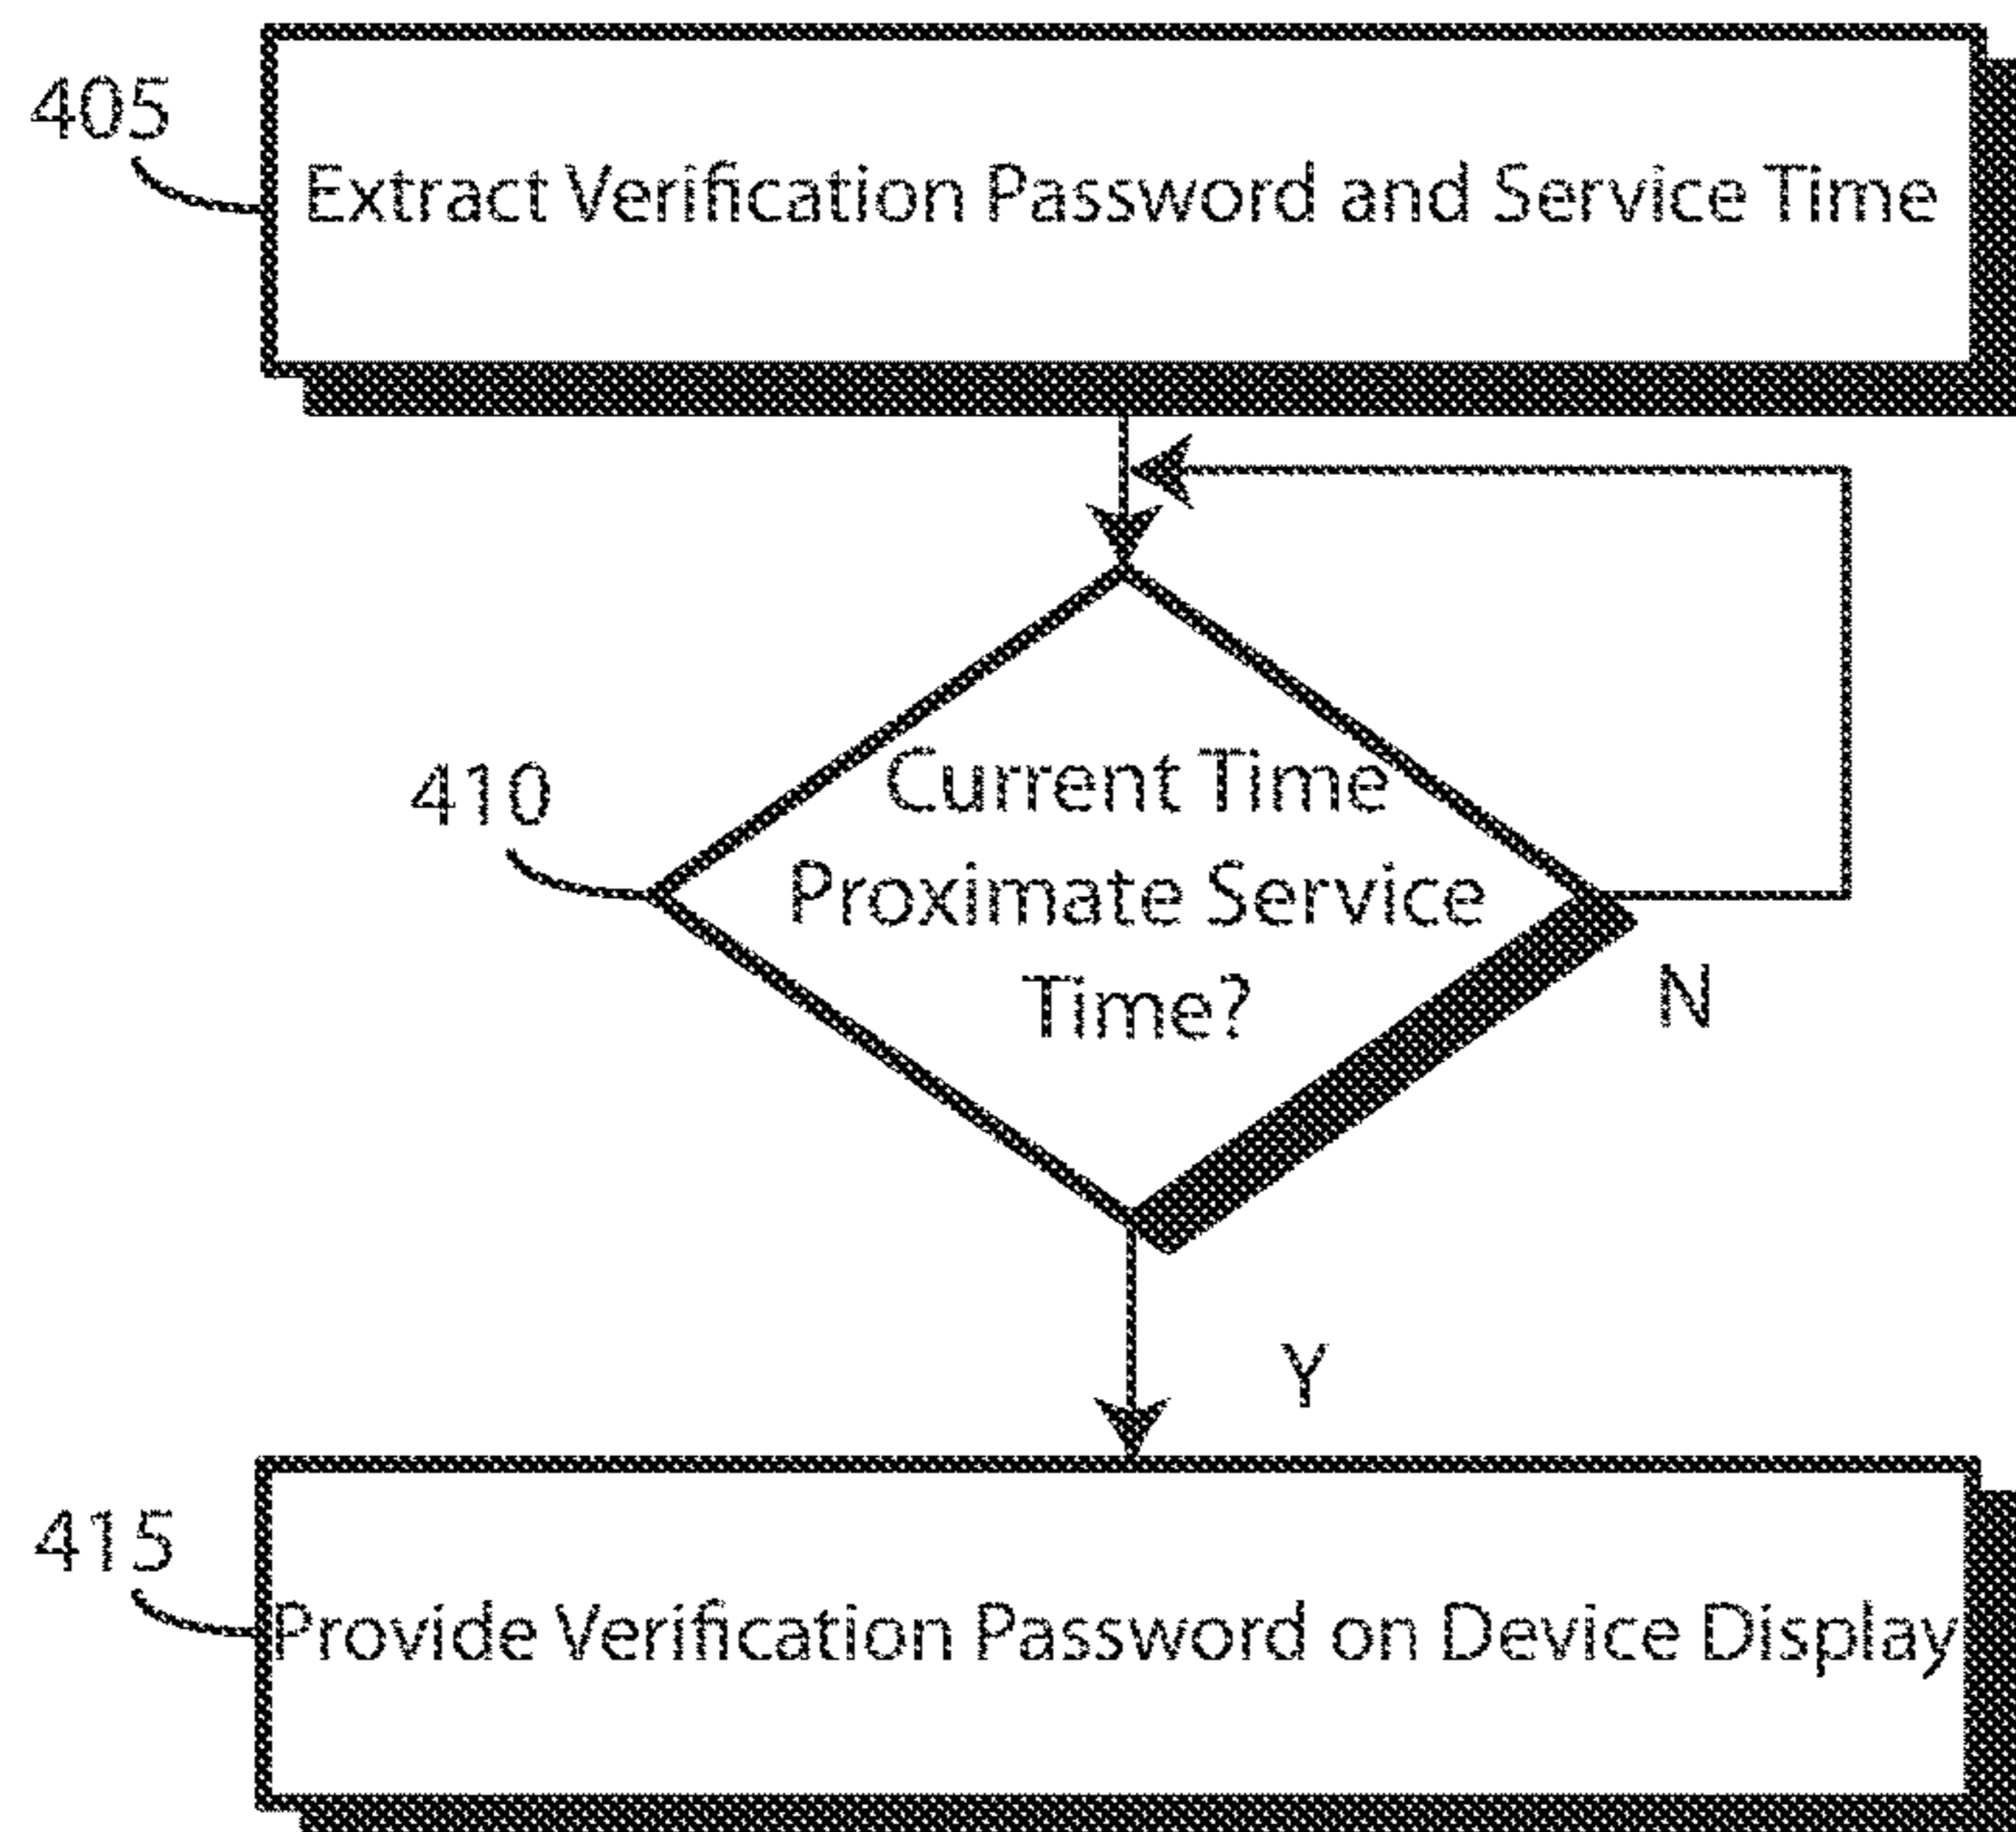 405
Extract Verification Password and Service Time
410
Current Time
Proximate Service
Time?
N
Y
415
Provide Verification Password on Device Display